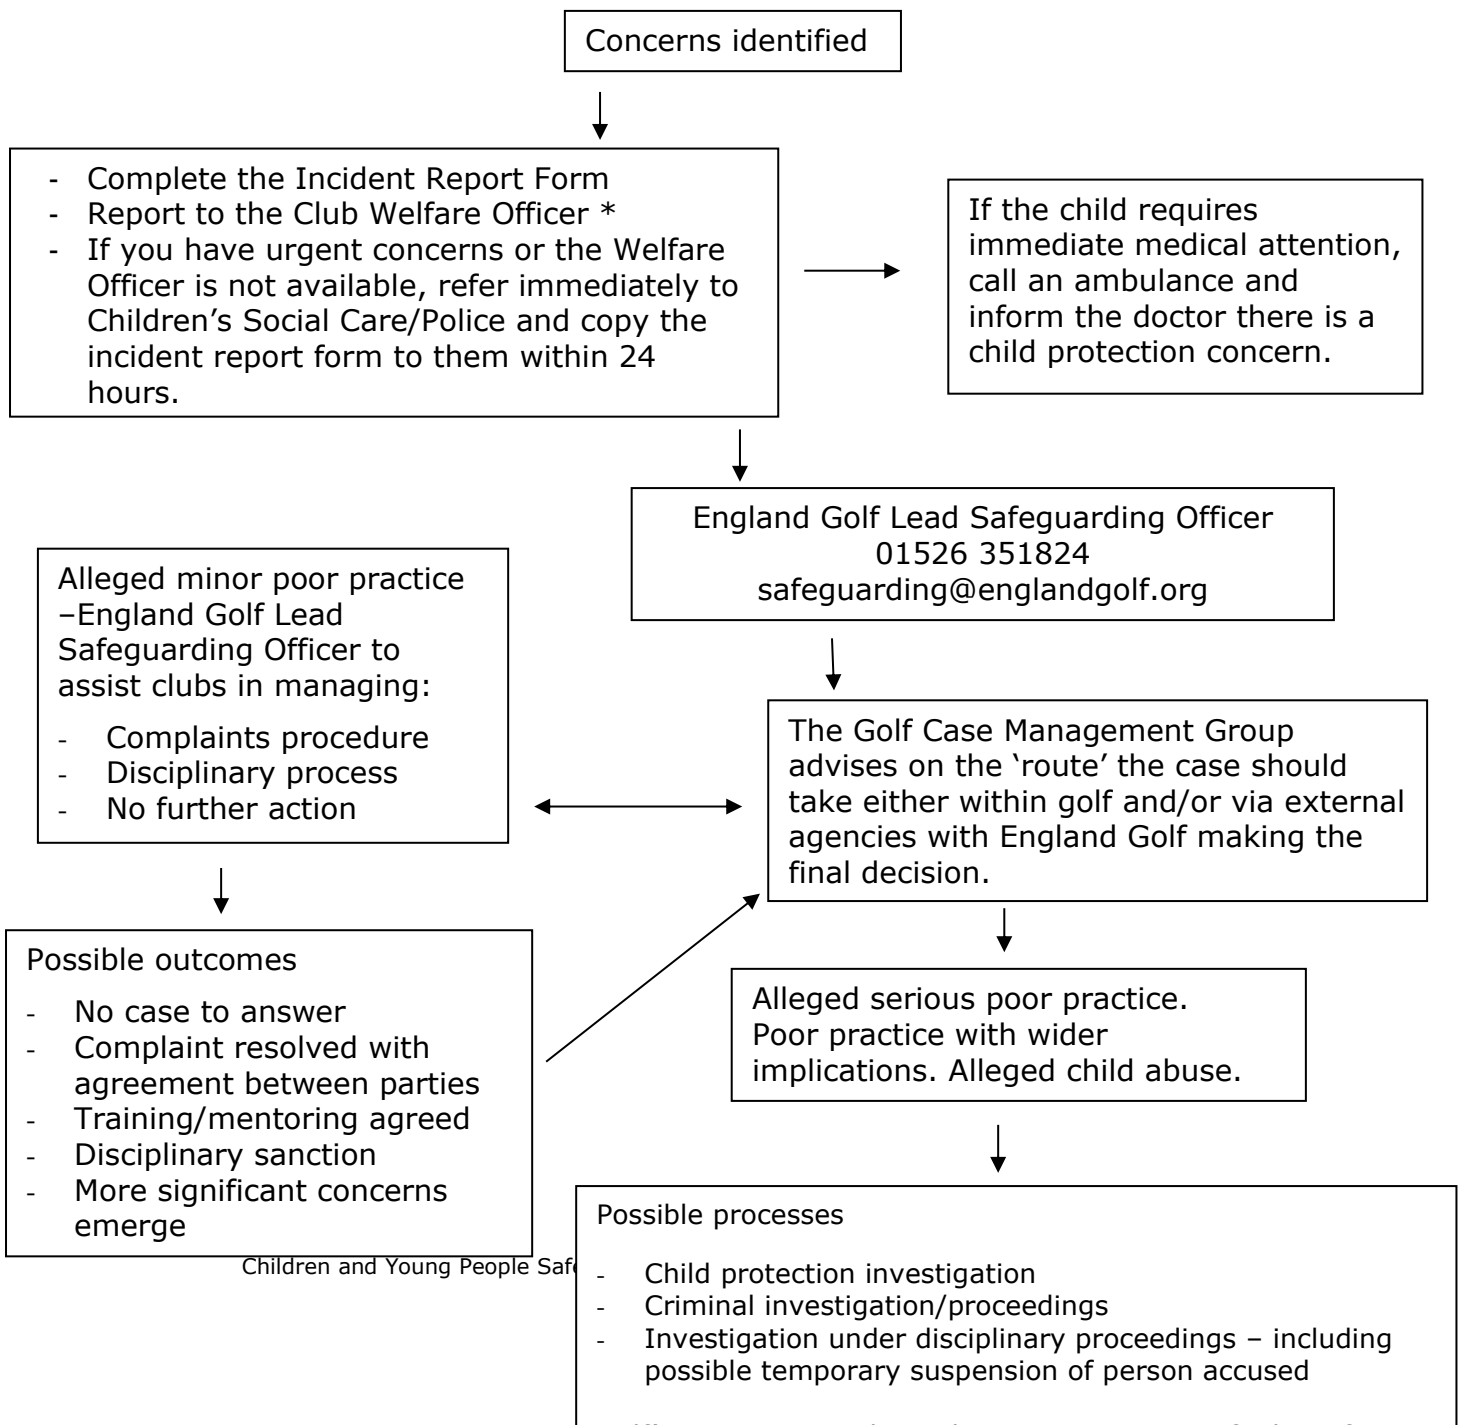 Concerns identified
- Complete the Incident Report Form
- Report to the Club Welfare Officer *
- If you have urgent concerns or the Welfare
Officer is not available, refer immediately to
Children’s Social Care/Police and copy the
incident report form to them within 24
hours.
If the child requires
immediate medical attention,
call an ambulance and
inform the doctor there is a
child protection concern.
England Golf Lead Safeguarding Officer
01526 351824
safeguarding@englandgolf.org
Alleged minor poor practice
–England Golf Lead
Safeguarding Officer to
assist clubs in managing:
- Complaints procedure
- Disciplinary process
- No further action
The Golf Case Management Group
advises on the ‘route’ the case should
take either within golf and/or via external
agencies with England Golf making the
final decision.
Possible outcomes
- No case to answer
- Complaint resolved with
agreement between parties
- Training/mentoring agreed
- Disciplinary sanction
- More significant concerns
emerge
Alleged serious poor practice.
Poor practice with wider
implications. Alleged child abuse.
Possible processes
- Child protection investigation
- Criminal investigation/proceedings
- Investigation under disciplinary proceedings – including
possible temporary suspension of person accused
Children and Young People